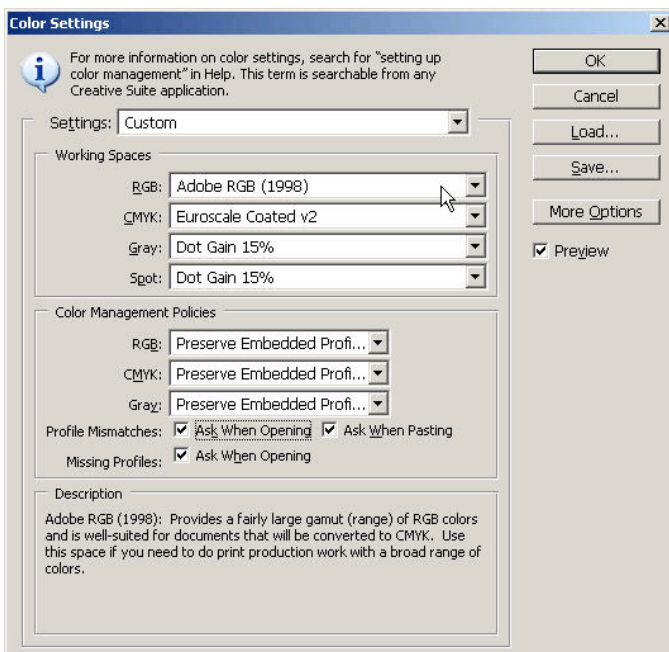 Color Settings
For more information on color settings, search for “setting up
color management” in Help. This term is searchable from any
Creative Suite application.
Settings: Custom
Working Spaces
RGB: Adobe RGB (1998)
CMYK: Euroscale Coated v2
Gray: Dot Gain 15%
Spot: Dot Gain 15%
Color Management Policies
RGB: Preserve Embedded Profi...
CMYK: Preserve Embedded Profi...
Gray: Preserve Embedded Profi...
Profile Mismatches: Ask When Opening Ask When Pasting
Missing Profiles: Ask When Opening
Description
Adobe RGB (1998): Provides a fairly large gamut (range) of RGB colors
and is well-suited for documents that will be converted to CMYK. Use
this space if you need to do print production work with a broad range of
colors.
OK
Cancel
Load...
Save...
More Options
Preview